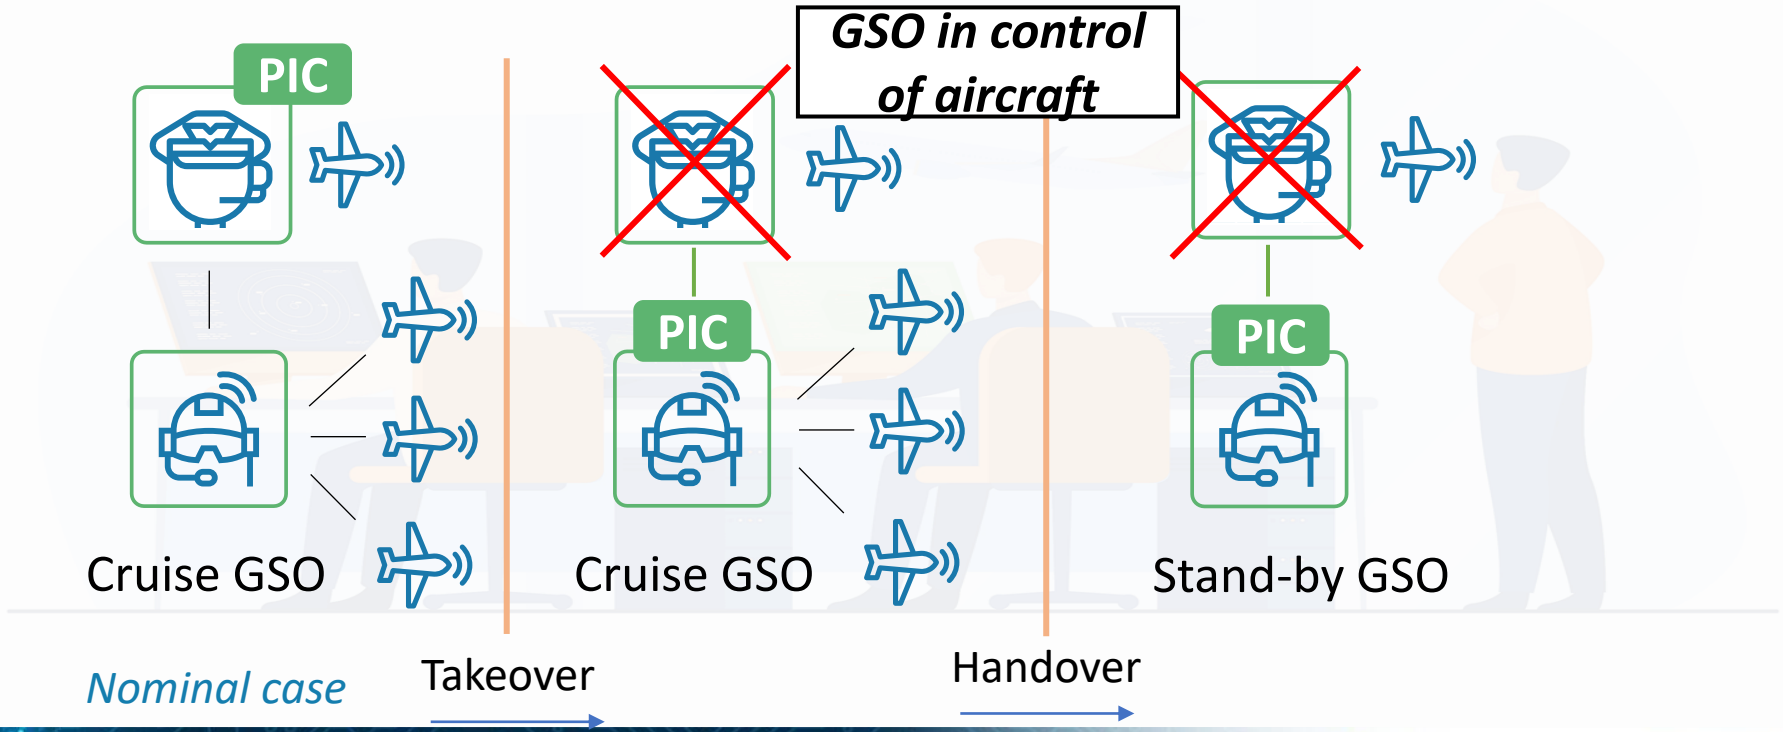 GSO in control
of aircraft
PIC
PIC
PIC
Cruise GSO
Cruise GSO
Stand-by GSO
Nominal case
Takeover
Handover